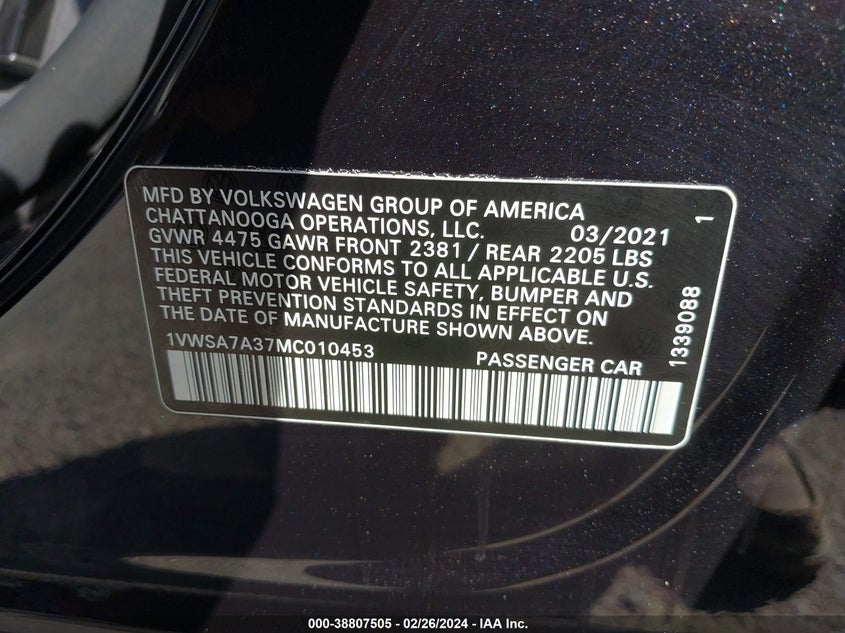 MFD BY VOLKSWAGEN GROUP OF AMERICA
CHATTANOOGA OPERATIONS, LLC. 03/2021
GVWR 4475 GAWR FRONT 2381 / REAR 2205 LBS
THIS VEHICLE CONFORMS TO ALL APPLICABLE U.S.
FEDERAL MOTOR VEHICLE SAFETY, BUMPER AND
THEFT PREVENTION STANDARDS IN EFFECT ON
THE DATE OF MANUFACTURE SHOWN ABOVE.
1VWSA7A37MC010453 PASSENGER CAR
1339088 1
000-38807505 - 02/26/2024 - IAA Inc.